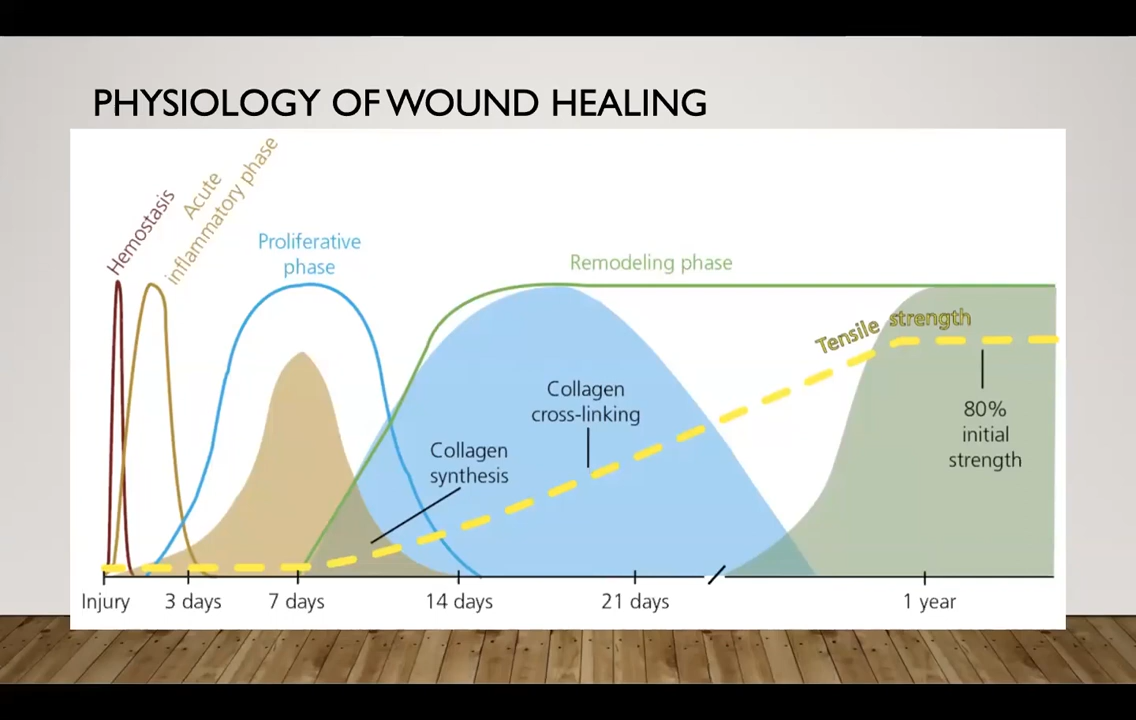 PHYSIOLOGY OF WOUND HEALING
Hemostasis
Acute
inflammatory phase
Proliferative
phase
Remodeling phase
Tensile strength
Collagen
cross-linking
Collagen
synthesis
80%
initial
strength
Injury
3 days
7 days
14 days
21 days
1 year